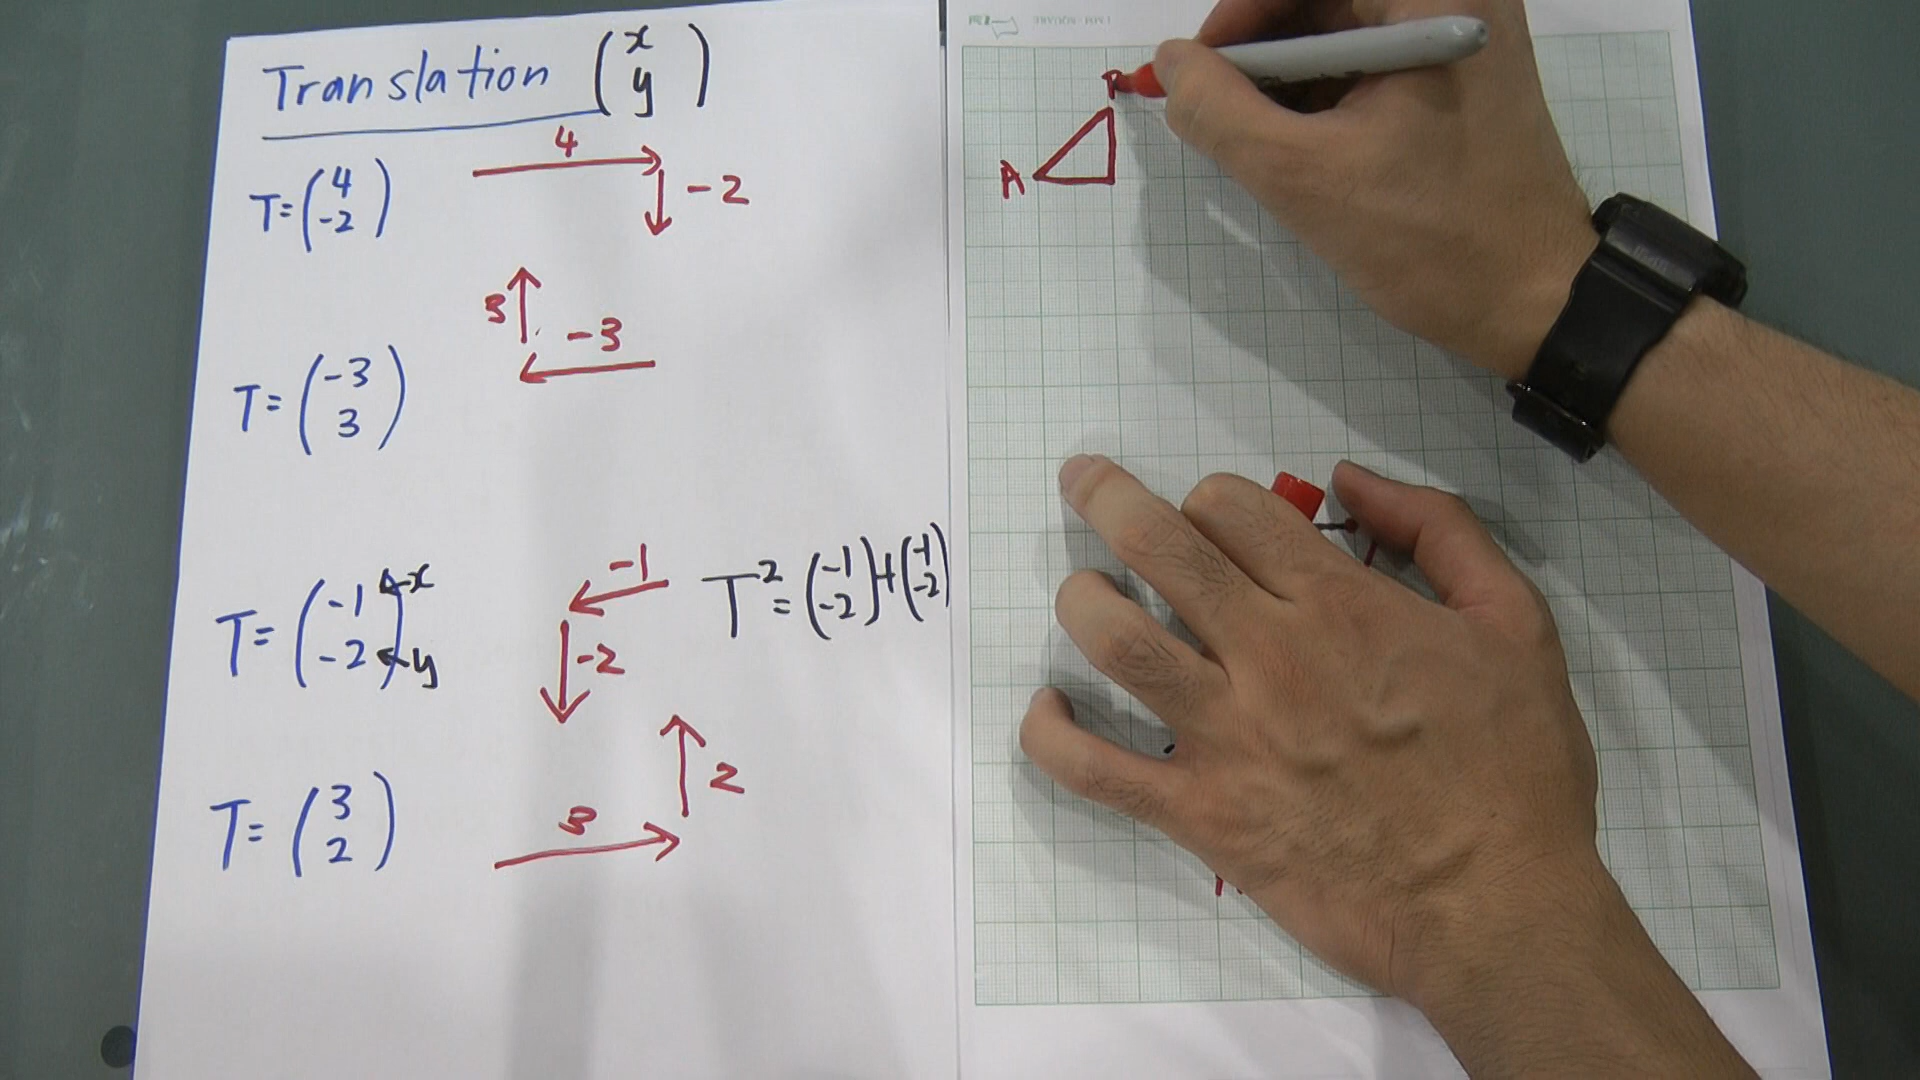 Translation (x y)
4
T= (4 -2)
-2
3
-3
T= (-3 3)
-1
T² = (-1 -2) + (-1 -2)
T= (-1 -2)
x
y
-2
2
3
T= (3 2)
A